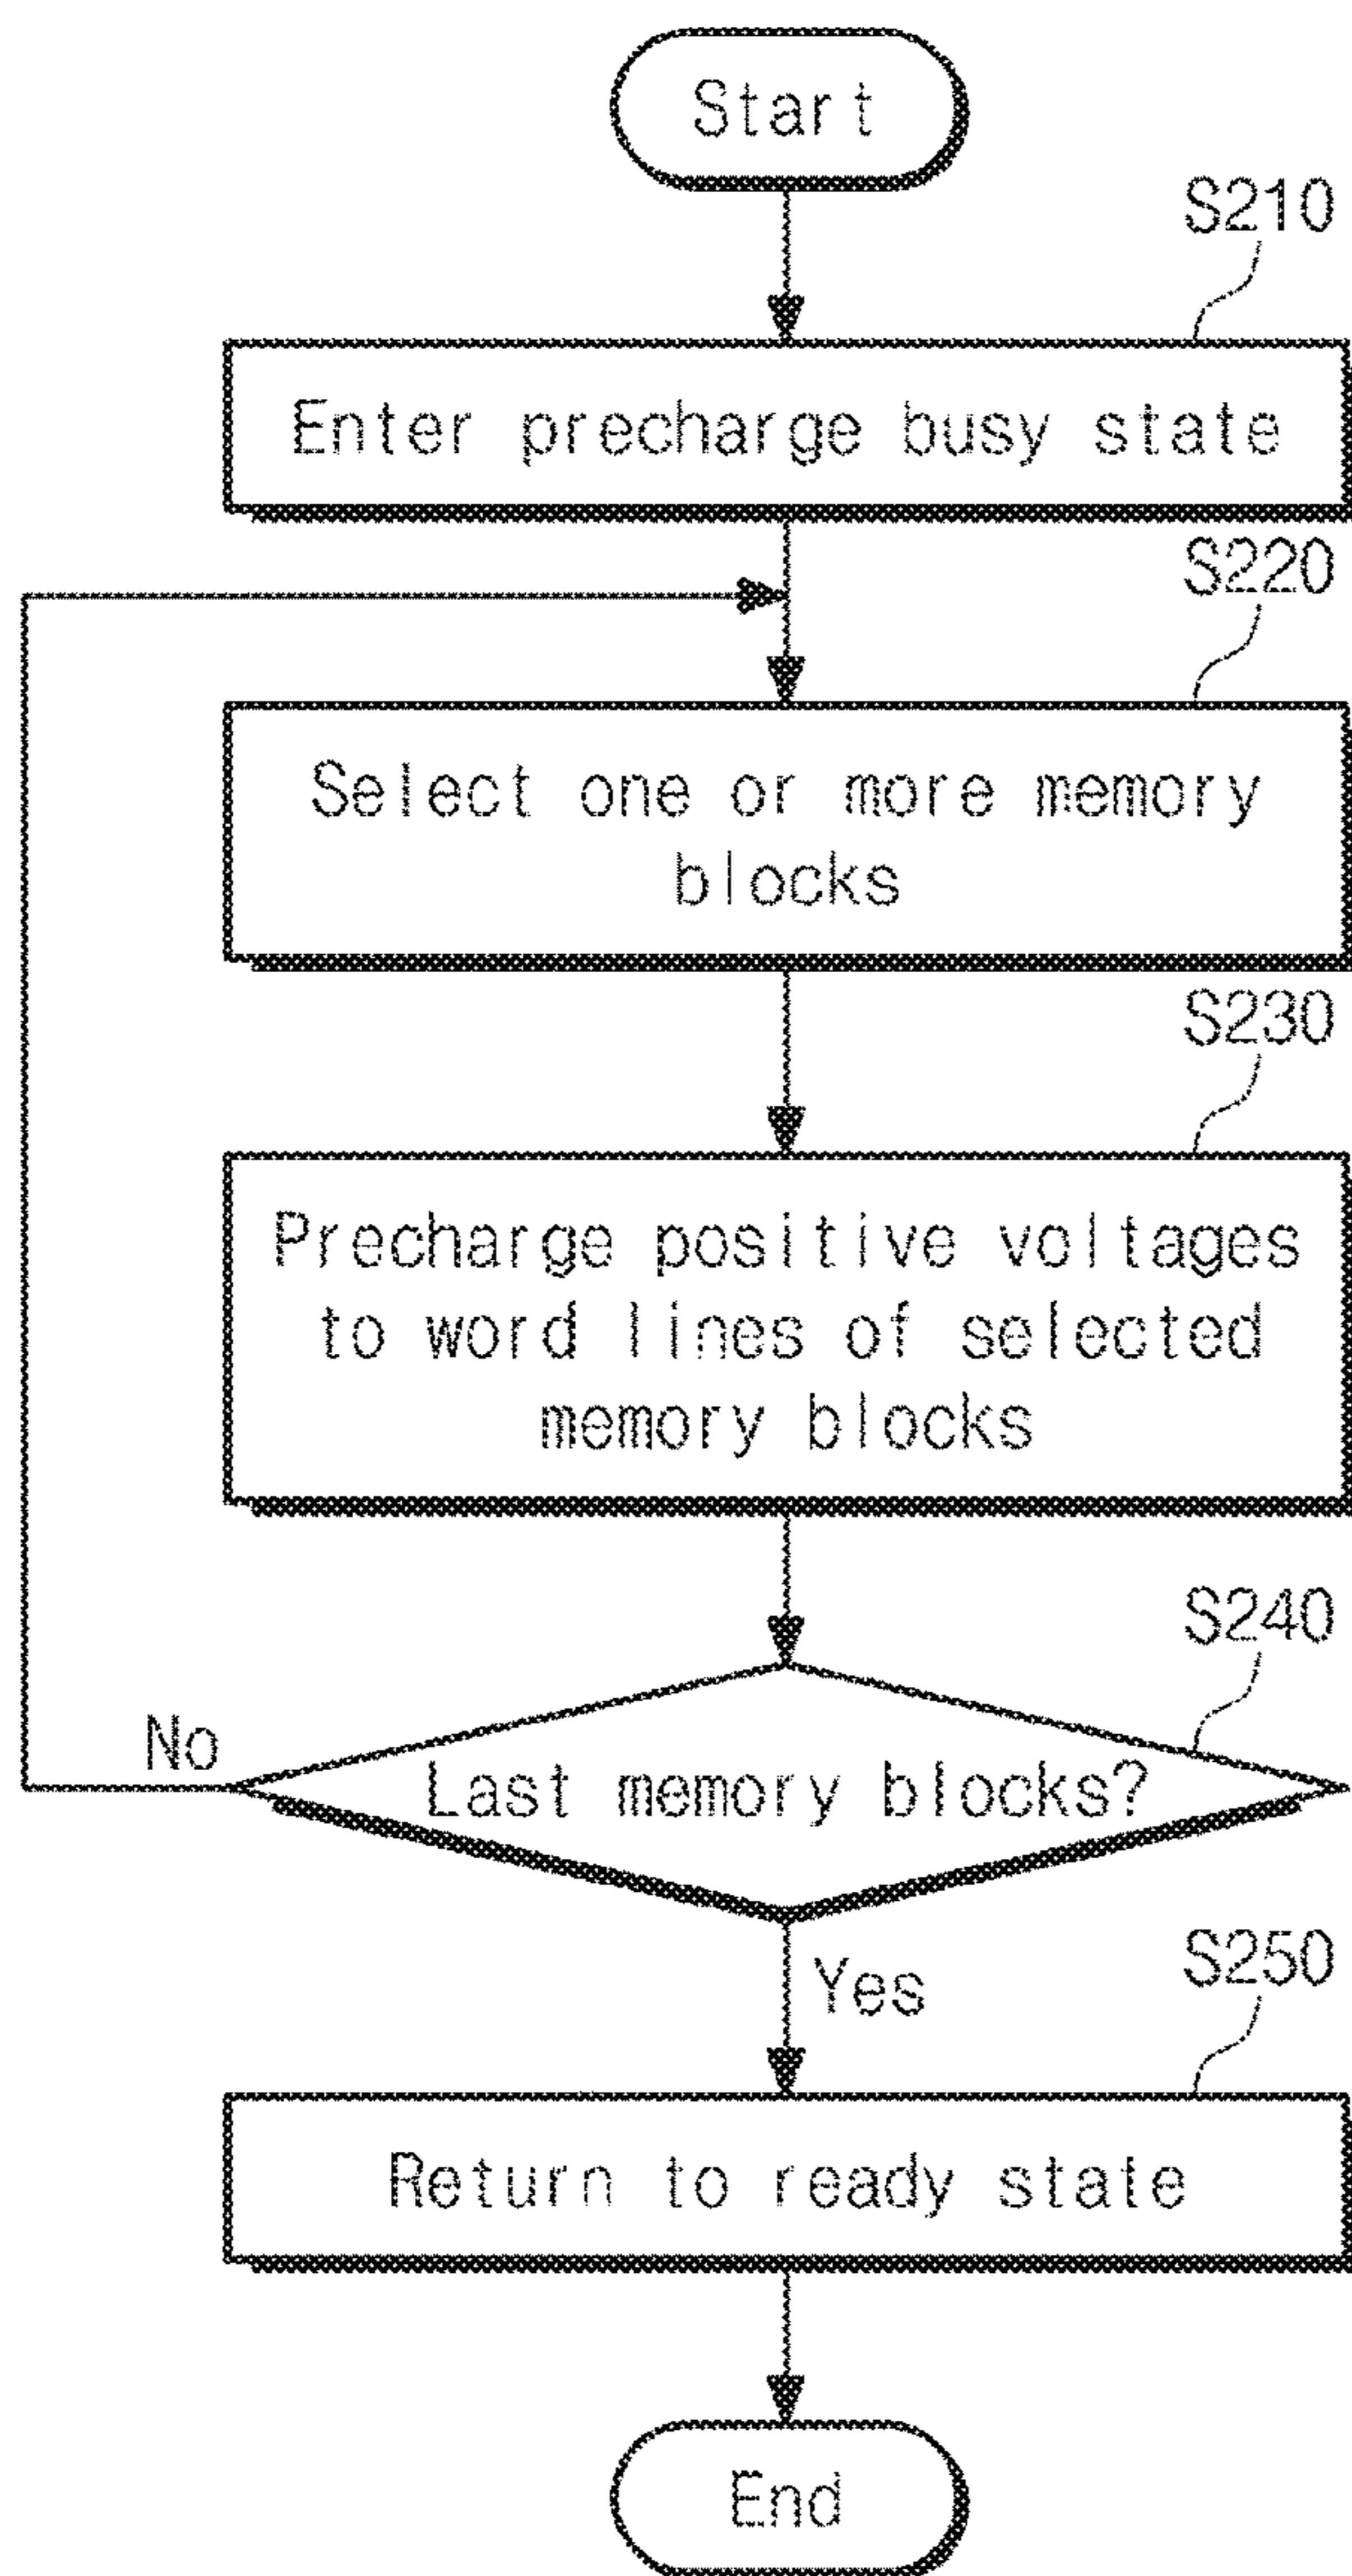 Start
S210
Enter precharge busy state
S220
Select one or more memory
blocks
S230
Precharge positive voltages
to word lines of selected
memory blocks
S240
No
Last memory blocks?
Yes
S250
Return to ready state
End